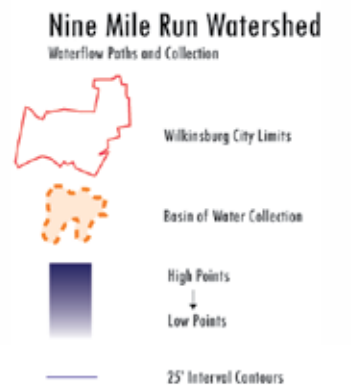 Nine Mile Run Watershed
Waterflow Paths and Collection
Wilkinsburg City Limits
Basin of Water Collection
High Points
↓
Low Points
25' Interval Contours